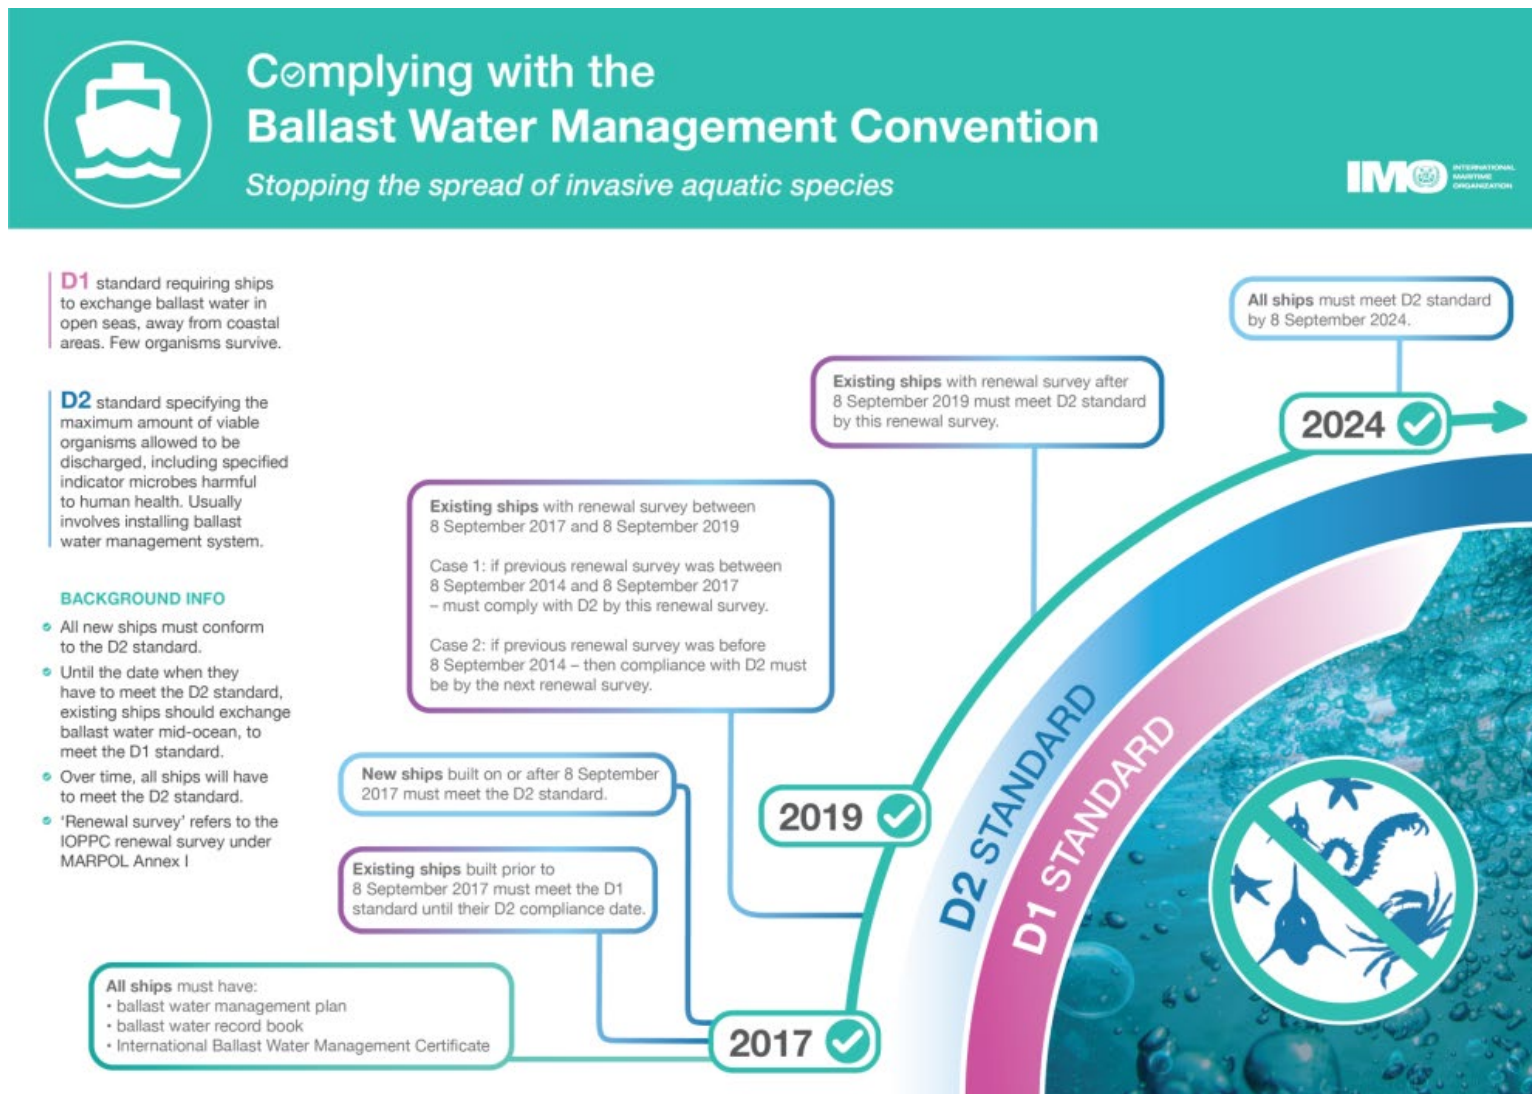 Complying with the
Ballast Water Management Convention
Stopping the spread of invasive aquatic species
IMO
INTERNATIONAL
MARITIME
ORGANIZATION
D1 standard requiring ships
to exchange ballast water in
open seas, away from coastal
areas. Few organisms survive.
D2 standard specifying the
maximum amount of viable
organisms allowed to be
discharged, including specified
indicator microbes harmful
to human health. Usually
involves installing ballast
water management system.
BACKGROUND INFO
All new ships must conform
to the D2 standard.
Until the date when they
have to meet the D2 standard,
existing ships should exchange
ballast water mid-ocean, to
meet the D1 standard.
Over time, all ships will have
to meet the D2 standard.
‘Renewal survey’ refers to the
IOPPC renewal survey under
MARPOL Annex I
All ships must meet D2 standard
by 8 September 2024.
2024
Existing ships with renewal survey after
8 September 2019 must meet D2 standard
by this renewal survey.
Existing ships with renewal survey between
8 September 2017 and 8 September 2019
Case 1: if previous renewal survey was between
8 September 2014 and 8 September 2017
– must comply with D2 by this renewal survey.
Case 2: if previous renewal survey was before
8 September 2014 – then compliance with D2 must
be by the next renewal survey.
2019
New ships built on or after 8 September
2017 must meet the D2 standard.
Existing ships built prior to
8 September 2017 must meet the D1
standard until their D2 compliance date.
All ships must have:
• ballast water management plan
• ballast water record book
• International Ballast Water Management Certificate
2017
D2 STANDARD
D1 STANDARD